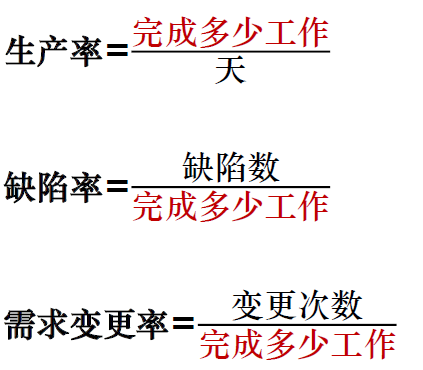 生产率=完成多少工作
天
缺陷率=缺陷数
完成多少工作
需求变更率=变更次数
完成多少工作